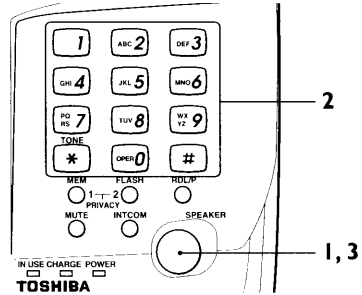 1 ABC 2 DEF 3
GHI 4 JKL 5 MNO 6
2
PQ RS 7 TUV 8 WX YZ 9
TONE
* OPER 0 #
MEM FLASH RDL/P
1 2
PRIVACY
MUTE INTCOM SPEAKER
1, 3
IN USE CHARGE POWER
TOSHIBA